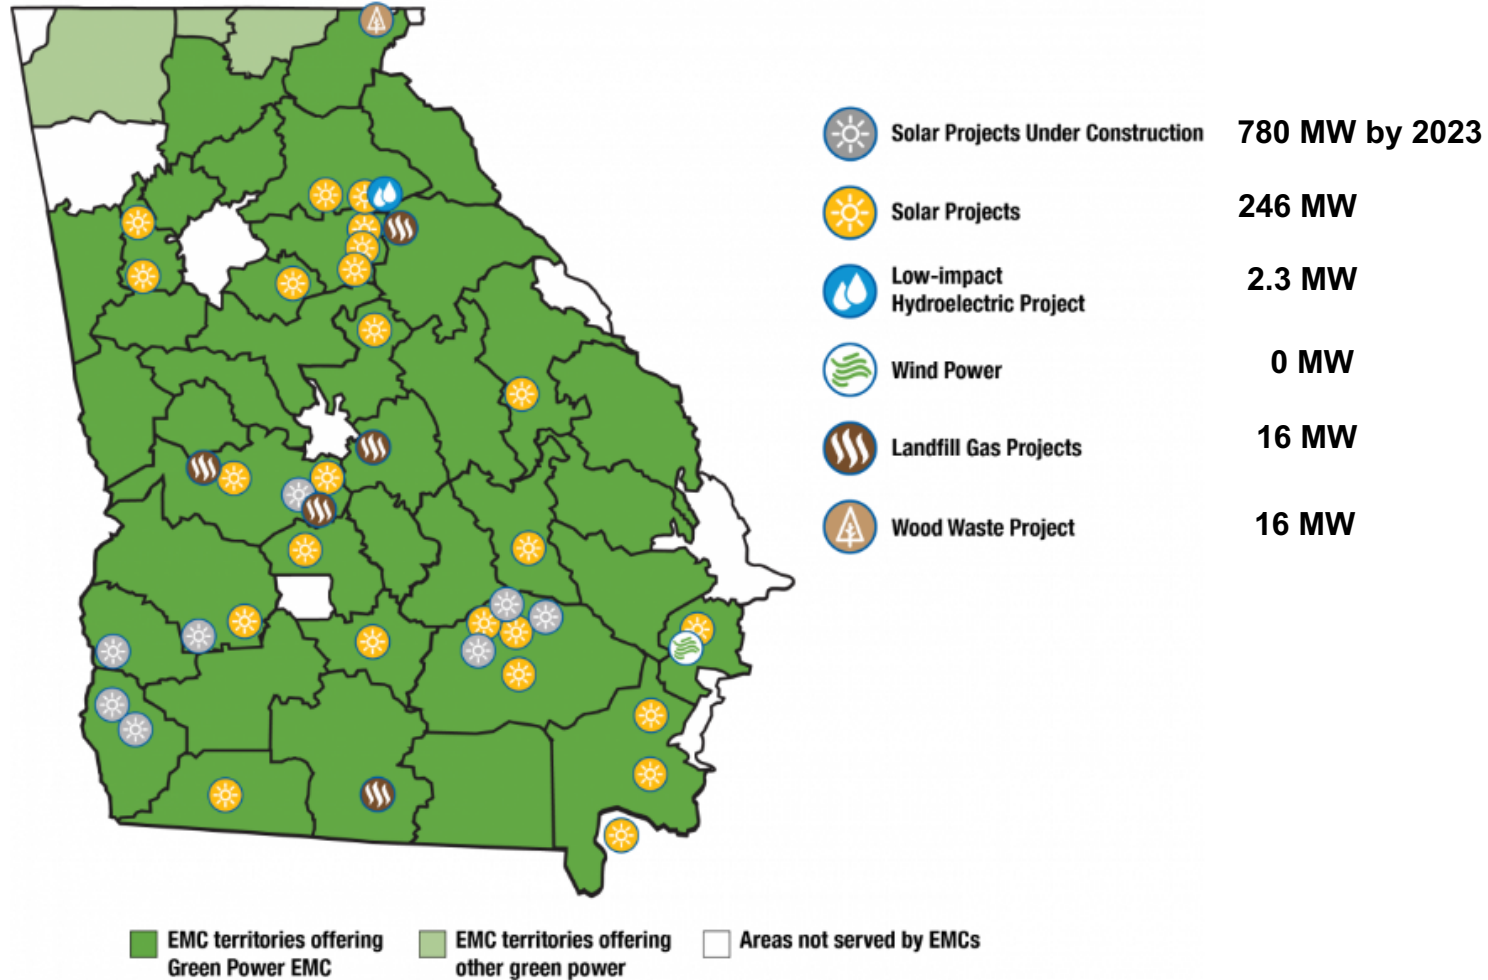 Solar Projects Under Construction 780 MW by 2023
Solar Projects 246 MW
Low-impact
Hydroelectric Project 2.3 MW
Wind Power 0 MW
Landfill Gas Projects 16 MW
Wood Waste Project 16 MW
EMC territories offering
Green Power EMC
EMC territories offering
other green power
Areas not served by EMCs